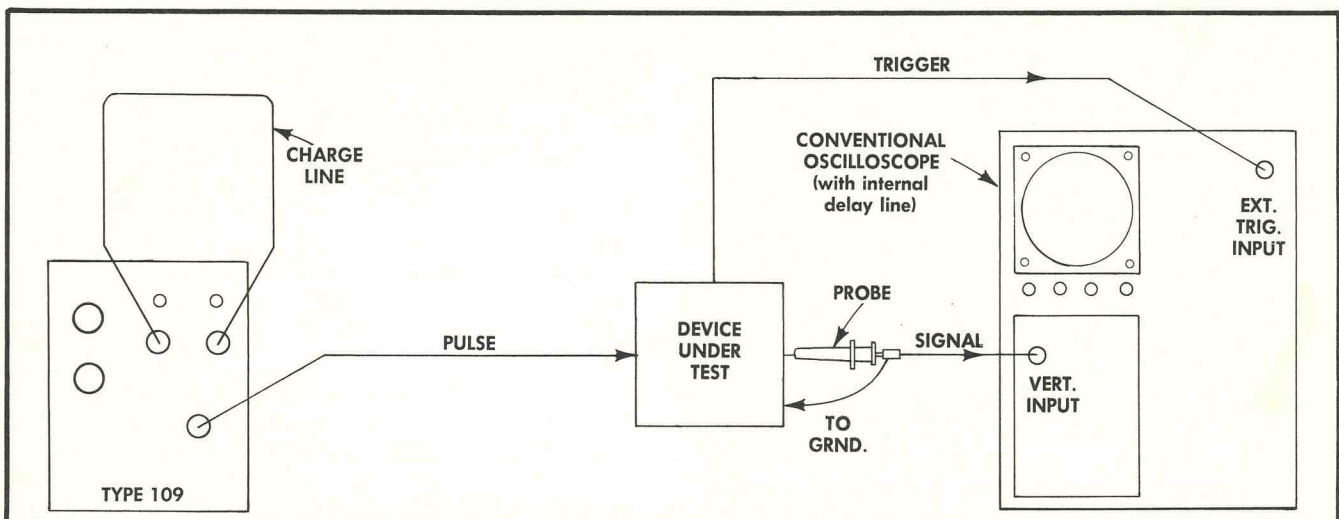 TRIGGER
CHARGE
LINE
CONVENTIONAL
OSCILLOSCOPE
(with internal
delay line)
EXT.
TRIG.
INPUT
PROBE
DEVICE
UNDER
TEST
PULSE
SIGNAL
VERT.
INPUT
TO
GRND.
TYPE 109